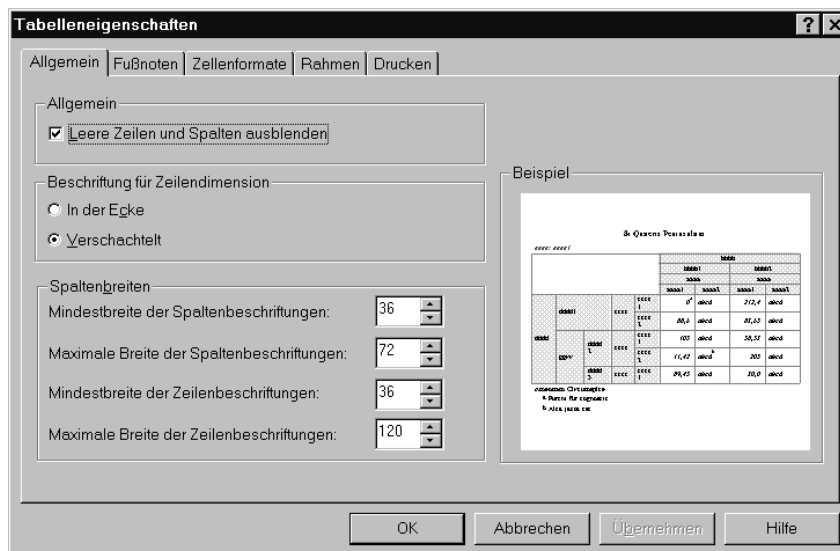 Tabelleneigenschaften
Allgemein Fußnoten Zellenformate Rahmen Drucken
Allgemein
Leere Zeilen und Spalten ausblenden
Beschriftung für Zeilendimension
In der Ecke
Verschachtelt
Spaltenbreiten
Mindestbreite der Spaltenbeschriftungen: 36
Maximale Breite der Spaltenbeschriftungen: 72
Mindestbreite der Zeilenbeschriftungen: 36
Maximale Breite der Zeilenbeschriftungen: 120
Beispiel
212,4
OK Abbrechen Übernehmen Hilfe